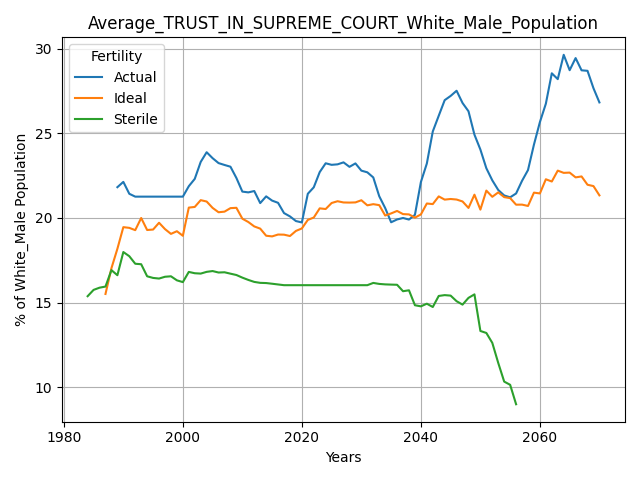 Average_TRUST_IN_SUPREME_COURT_White_Male_Population
Fertility
Actual
Ideal
Sterile
% of White_Male Population
30
25
20
15
10
1980 2000 2020 2040 2060
Years